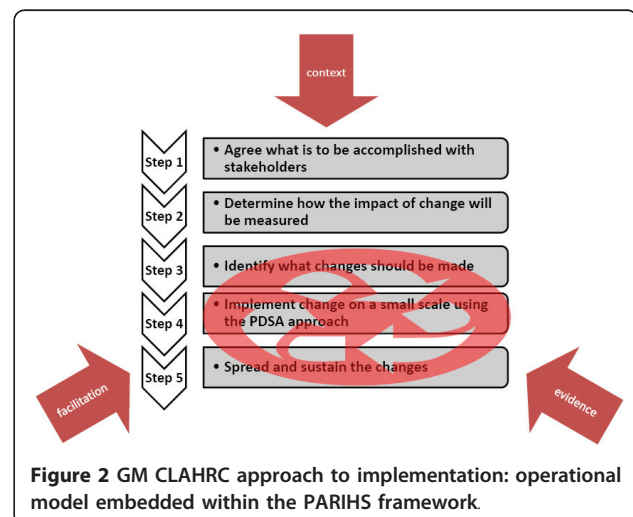 context
Step 1
• Agree what is to be accomplished with
stakeholders
Step 2
• Determine how the impact of change will
be measured
Step 3
• Identify what changes should be made
Step 4
• Implement change on a small scale using
the PDSA approach
Step 5
• Spread and sustain the changes
facilitation
evidence
Figure 2 GM CLAHRC approach to implementation: operational
model embedded within the PARIHS framework.